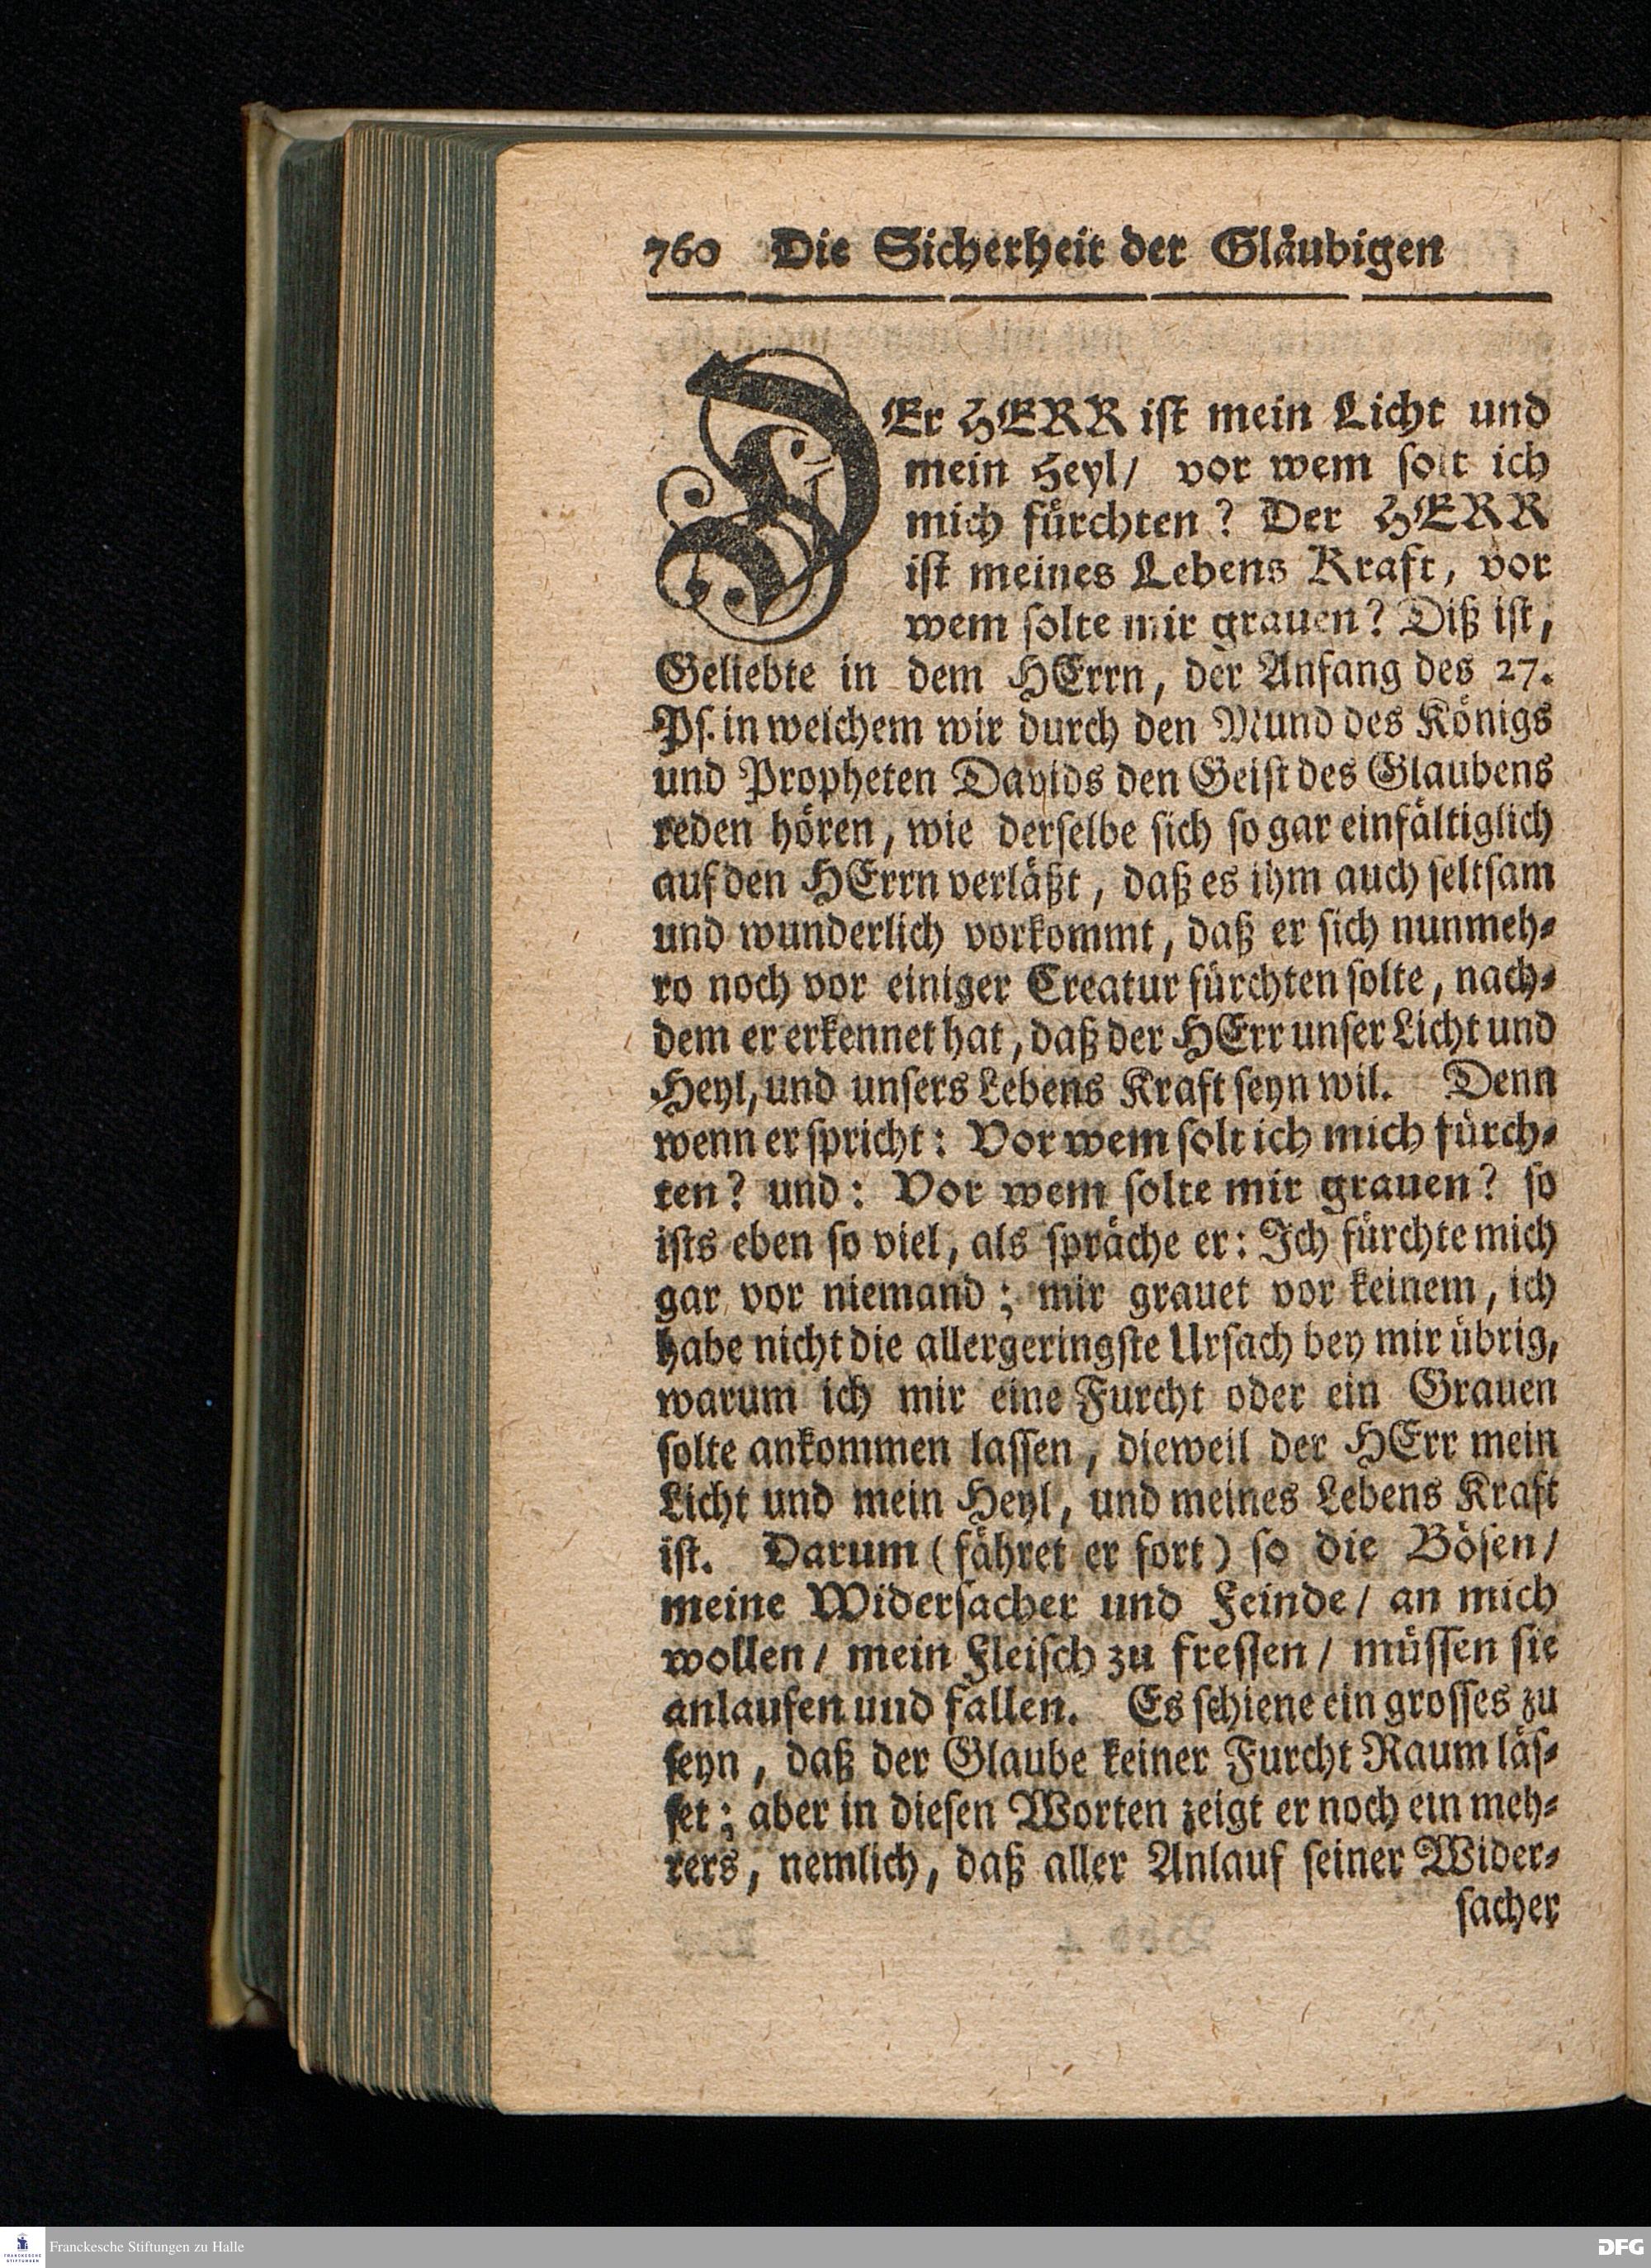 760 Die Sicherheit der Gläubigen
DEr HERR ist mein Licht und
mein Heyl/ vor wem solt ich
mich fürchten? Der HERR
ist meines Lebens Kraft, vor
wem solte mir grauen? Diß ist,
Geliebte in dem HErrn, der Anfang des 27.
Ps. in welchem wir durch den Mund des Königs
und Propheten Davids den Geist des Glaubens
reden hören, wie derselbe sich so gar einfältiglich
auf den HErrn verläßt, daß es ihm auch seltsam
und wunderlich vorkommt, daß er sich nunmeh-
ro noch vor einiger Creatur fürchten solte, nach-
dem er erkennet hat, daß der HErr unser Licht und
Heyl, und unsers Lebens Kraft seyn wil. Denn
wenn er spricht: Vor wem solt ich mich fürch-
ten? und: Vor wem solte mir grauen? so
ists eben so viel, als spräche er: Ich fürchte mich
gar vor niemand; mir grauet vor keinem, ich
habe nicht die allergeringste Ursach bey mir übrig,
warum ich mir eine Furcht oder ein Grauen
solte ankommen lassen, dieweil der HErr mein
Licht und mein Heyl, und meines Lebens Kraft
ist. Darum (fähret er fort) so die Bösen/
meine Widersacher und Feinde/ an mich
wollen/ mein Fleisch zu fressen/ müssen sie
anlaufen und fallen. Es schiene ein grosses zu
seyn, daß der Glaube keiner Furcht Raum läs-
set; aber in diesen Worten zeigt er noch ein meh-
rers, nemlich, daß aller Anlauf seiner Wider-
sacher
FRANCKESCHE STIFTUNGEN
Franckesche Stiftungen zu Halle
DFG